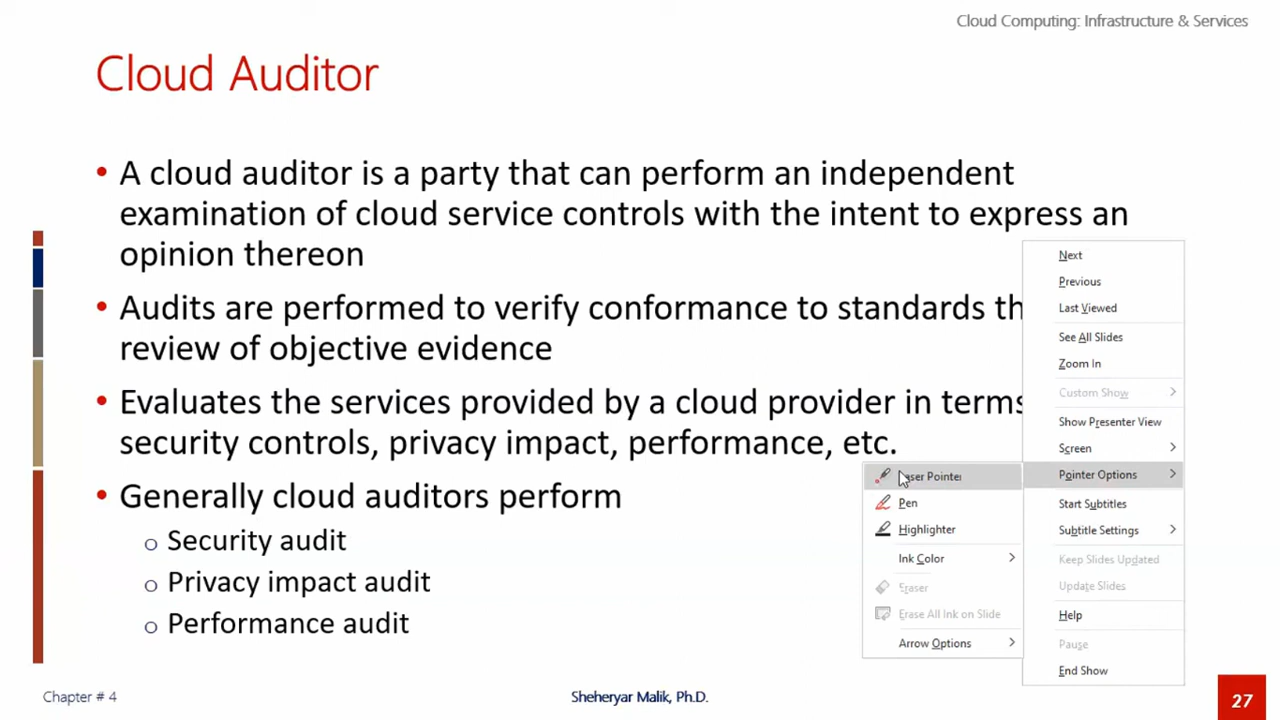 Cloud Computing: Infrastructure & Services
Cloud Auditor
• A cloud auditor is a party that can perform an independent
examination of cloud service controls with the intent to express an
opinion thereon
• Audits are performed to verify conformance to standards
review of objective evidence
• Evaluates the services provided by a cloud provider in terms
security controls, privacy impact, performance, etc.
• Generally cloud auditors perform
o Security audit
o Privacy impact audit
o Performance audit
Next
Previous
Last Viewed
See All Slides
Zoom In
Custom Show
Show Presenter View
Screen
Pointer Options
Start Subtitles
Subtitle Settings
Keep Slides Updated
Update Slides
Help
Pause
End Show
Pointer
Pen
Highlighter
Ink Color
Eraser
Erase All Ink on Slide
Arrow Options
Chapter # 4
Sheheryar Malik, Ph.D.
27